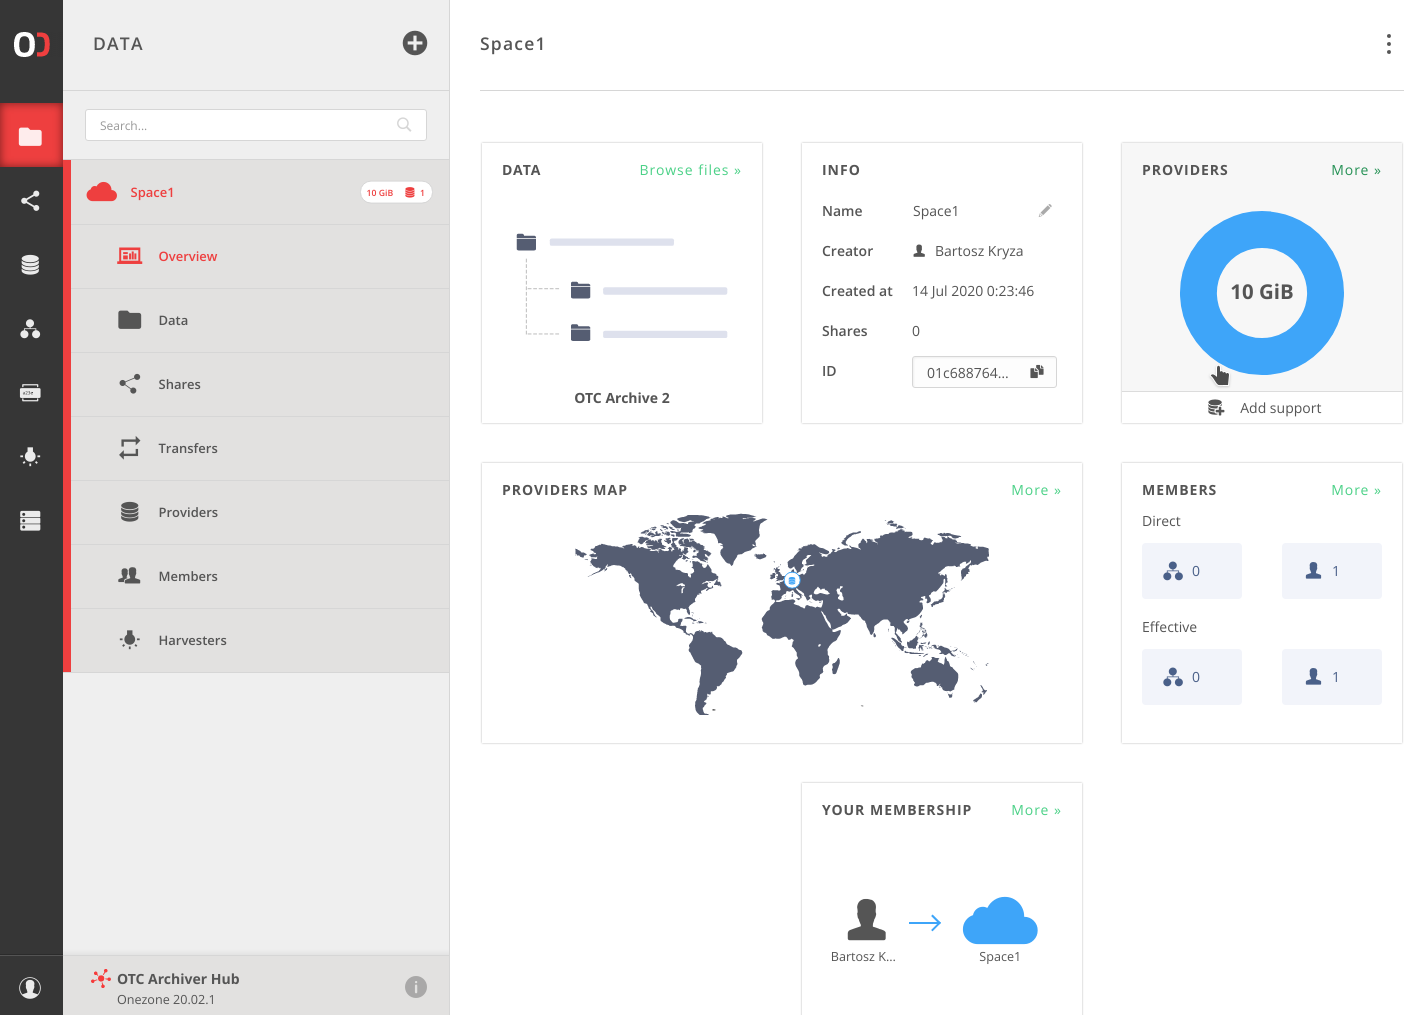 DATA
Search...
Space1
10 GiB 1
Overview
Data
Shares
Transfers
Providers
Members
Harvesters
OTC Archiver Hub
Onezone 20.02.1
Space1
DATA
Browse files »
OTC Archive 2
INFO
Name Space1
Creator Bartosz Kryza
Created at 14 Jul 2020 0:23:46
Shares 0
ID 01c688764...
PROVIDERS
More »
10 GiB
Add support
PROVIDERS MAP
More »
MEMBERS
More »
Direct
0 1
Effective
0 1
YOUR MEMBERSHIP
More »
Bartosz K...
Space1